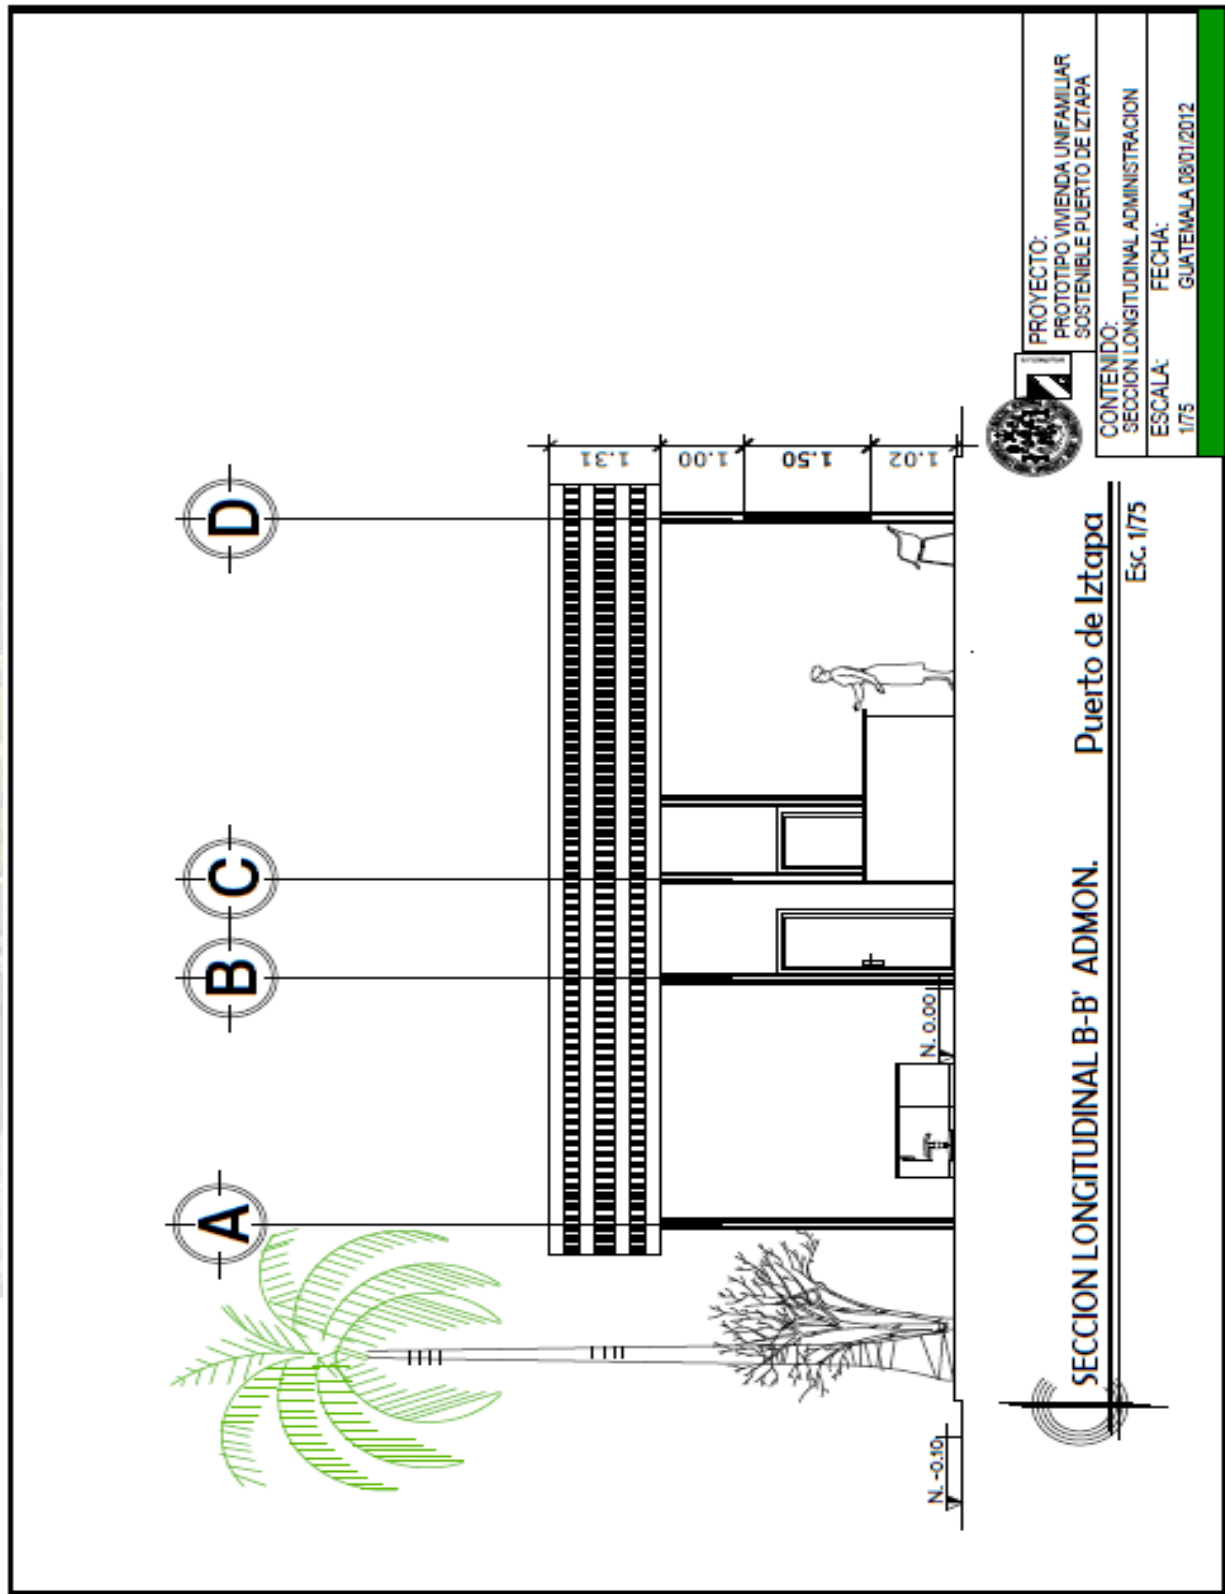 A
B
C
D
1.31
1.00
1.50
1.02
N. 0.00
N. -0.10
SECCION LONGITUDINAL B-B' ADMON.
Puerto de Iztapa
Esc. 1/75
PROYECTO:
PROTOTIPO VIVIENDA UNIFAMILIAR
SOSTENIBLE PUERTO DE IZTAPA
CONTENIDO:
SECCION LONGITUDINAL ADMINISTRACION
ESCALA: FECHA:
1/75 GUATEMALA 08/01/2012